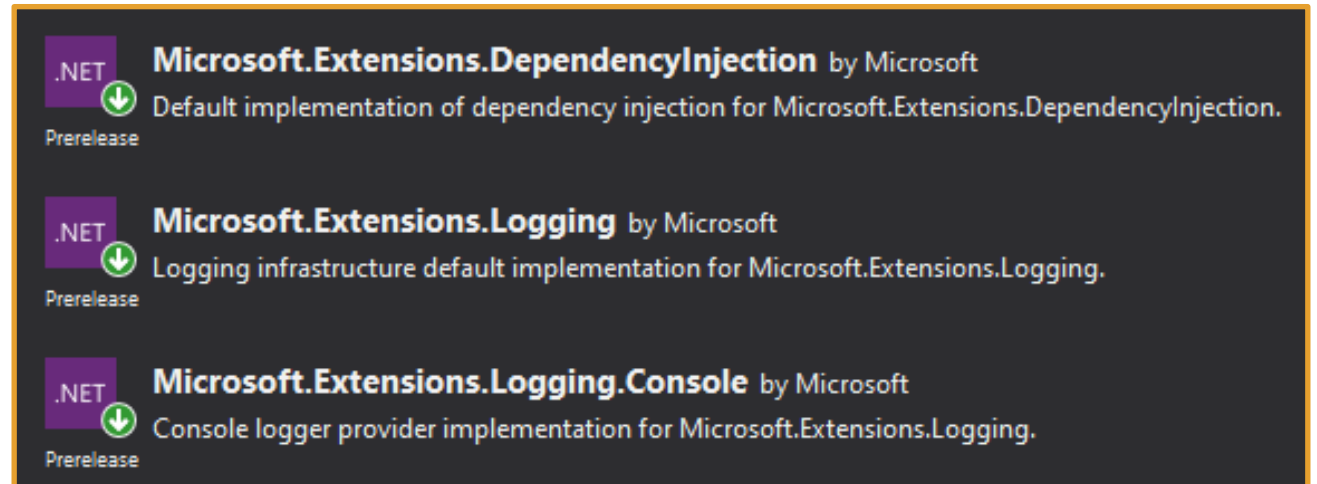 .NET
Microsoft.Extensions.DependencyInjection by Microsoft
Default implementation of dependency injection for Microsoft.Extensions.DependencyInjection.
Prerelease
.NET
Microsoft.Extensions.Logging by Microsoft
Logging infrastructure default implementation for Microsoft.Extensions.Logging.
Prerelease
.NET
Microsoft.Extensions.Logging.Console by Microsoft
Console logger provider implementation for Microsoft.Extensions.Logging.
Prerelease